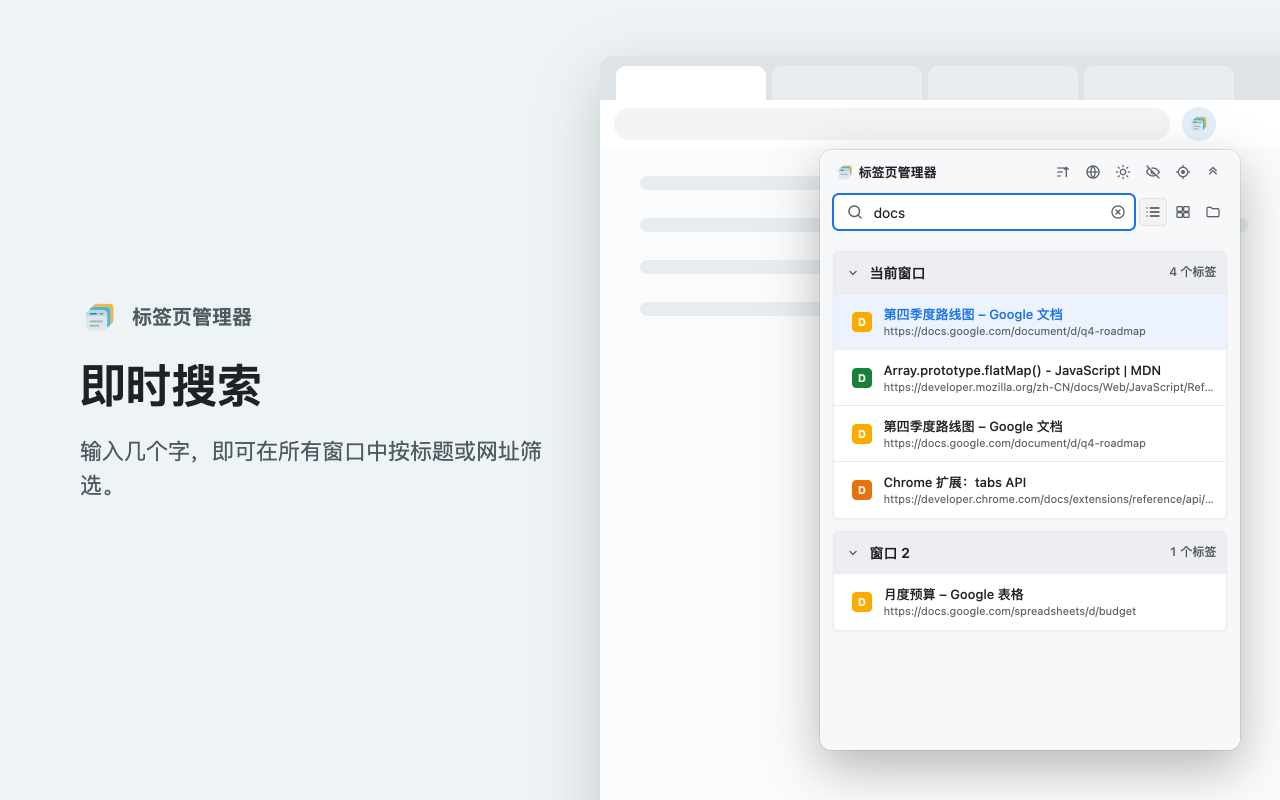 标签页管理器
即时搜索
输入几个字，即可在所有窗口中按标题或网址筛
选。
标签页管理器
docs
当前窗口 4 个标签
D 第四季度路线图 – Google 文档
https://docs.google.com/document/d/q4-roadmap
D Array.prototype.flatMap() - JavaScript | MDN
https://developer.mozilla.org/zh-CN/docs/Web/JavaScript/Ref...
D 第四季度路线图 – Google 文档
https://docs.google.com/document/d/q4-roadmap
D Chrome 扩展：tabs API
https://developer.chrome.com/docs/extensions/reference/api/...
窗口 2 1 个标签
D 月度预算 – Google 表格
https://docs.google.com/spreadsheets/d/budget